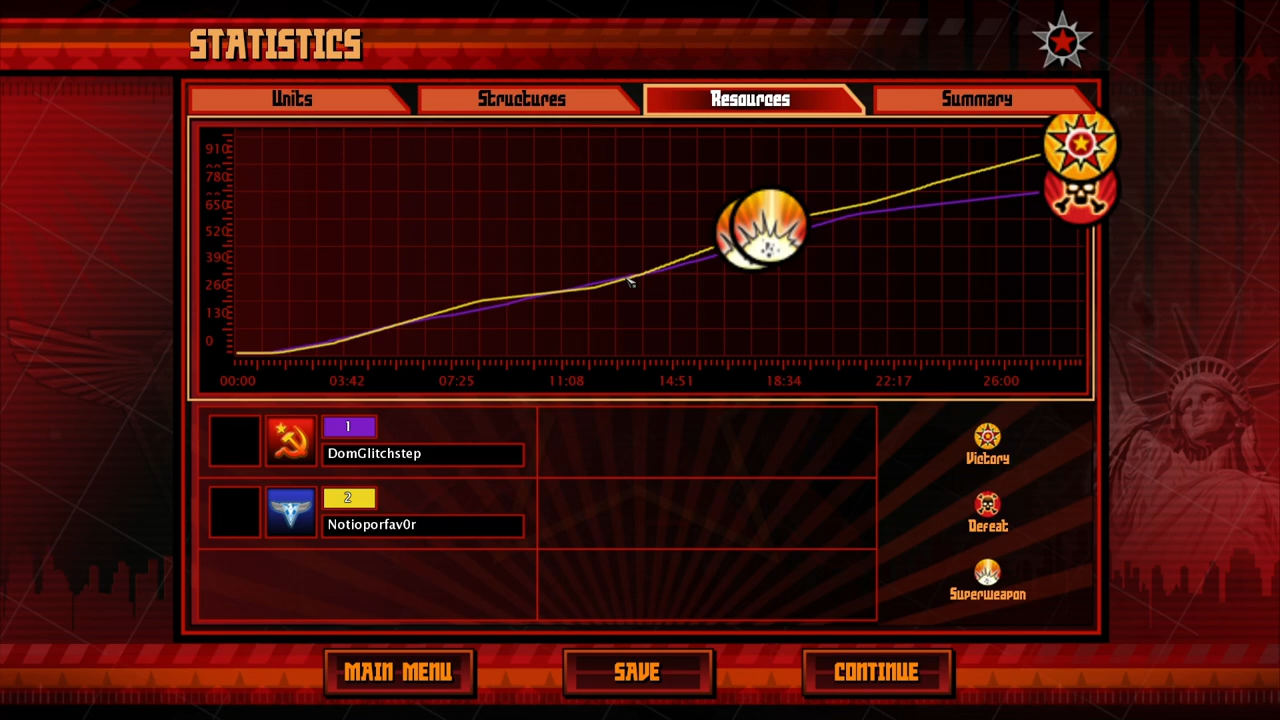 STATISTICS
Units Structures Resources Summary
910
780
650
520
390
260
130
0
00:00 03:42 07:25 11:08 14:51 18:34 22:17 26:00
1
DomGlitchstep
2
Notioporfav0r
Victory
Defeat
Superweapon
MAIN MENU SAVE CONTINUE